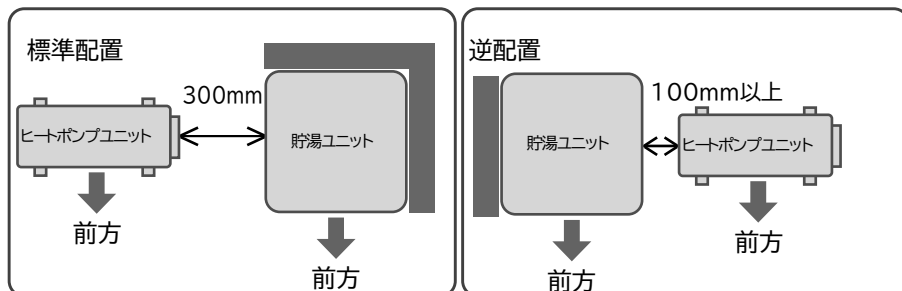 標準配置
300mm
ヒートポンプユニット
貯湯ユニット
前方
前方
逆配置
100mm以上
貯湯ユニット
ヒートポンプユニット
前方
前方